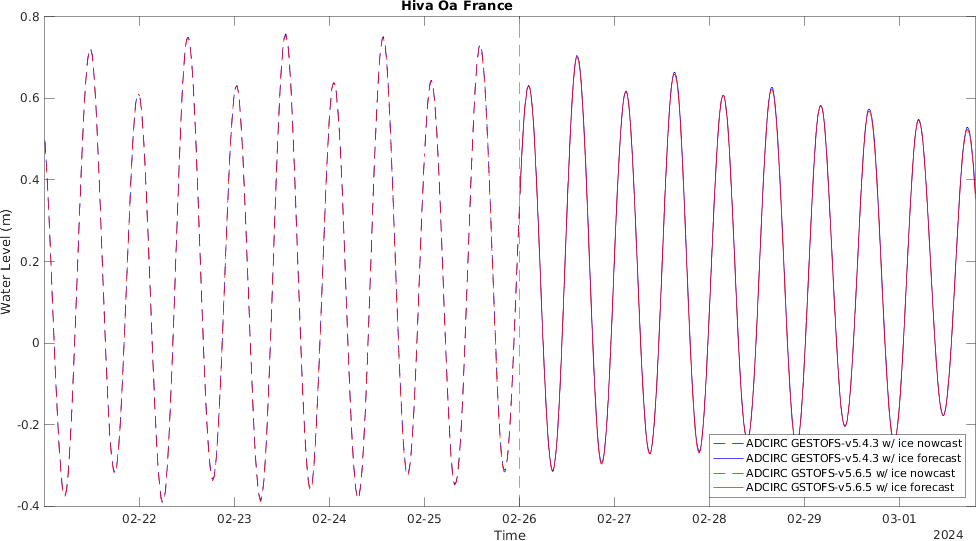 Hiva Oa France
0.8
0.6
0.4
0.2
0
-0.2
-0.4
Water Level (m)
ADCIRC GESTOFS-v5.4.3 w/ ice nowcast
ADCIRC GESTOFS-v5.4.3 w/ ice forecast
ADCIRC GSTOFS-v5.6.5 w/ ice nowcast
ADCIRC GSTOFS-v5.6.5 w/ ice forecast
02-22 02-23 02-24 02-25 02-26 02-27 02-28 02-29 03-01
Time
2024